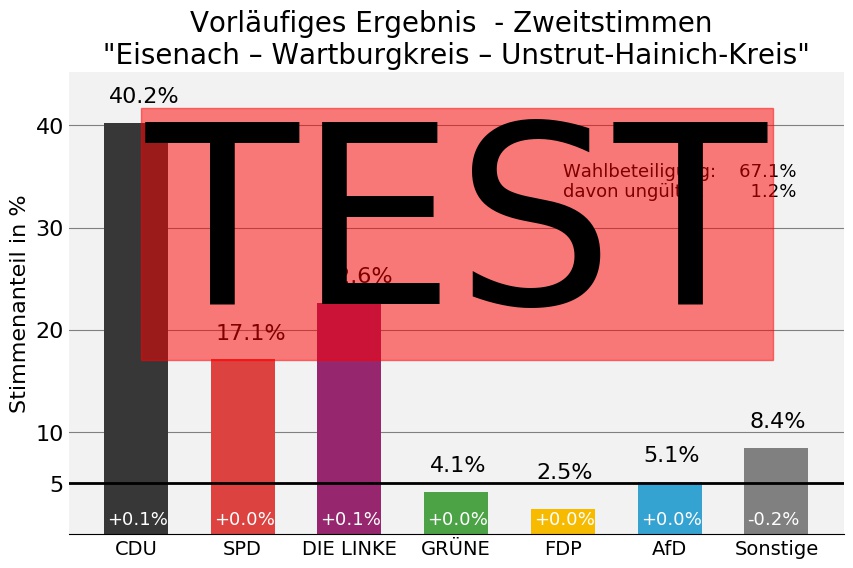 Vorläufiges Ergebnis - Zweitstimmen
"Eisenach – Wartburgkreis – Unstrut-Hainich-Kreis"
Stimmenanteil in %
40
30
20
10
5
TEST
Wahlbeteiligung: 67.1%
davon 1.2%
40.2%
17.1%
4.1%
2.5%
5.1%
8.4%
+0.1%
+0.0%
+0.1%
+0.0%
+0.0%
+0.0%
-0.2%
CDU
SPD
DIE LINKE
GRÜNE
FDP
AfD
Sonstige